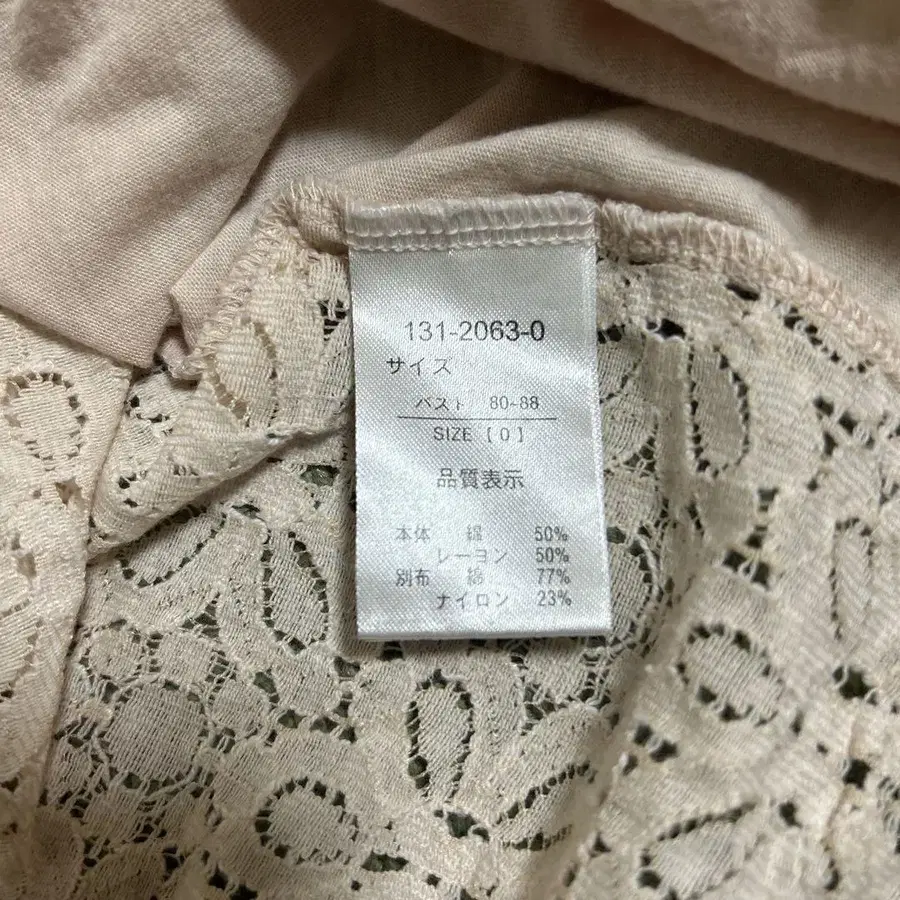 131-2063-0
サイズ
バスト 80-88
SIZE [ 0 ]
品質表示
本体 綿 50%
レーヨン 50%
別布 綿 77%
ナイロン 23%